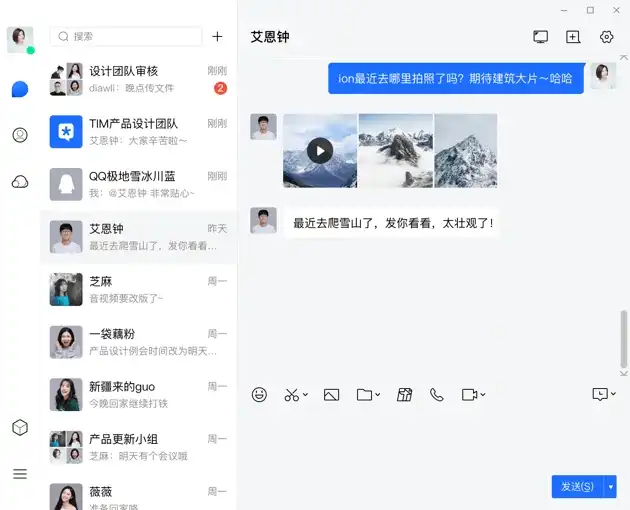 搜索
设计团队审核 刚刚
diawli: 晚点传文件 2
TIM产品设计团队 刚刚
艾恩钟: 大家辛苦啦~
QQ极地雪冰川蓝 刚刚
我: @艾恩钟 非常贴心~
艾恩钟 昨天
最近去爬雪山了，发你看看...
芝麻 周一
音视频要改版了~
一袋藕粉 周一
产品设计例会时间改为明天...
新疆来的guo 周一
今晚回家继续打铁
产品更新小组 周一
芝麻: 明天有个会议哦
薇薇 周一
准备回家咯
艾恩钟
ion最近去哪里拍照了吗？期待建筑大片～哈哈
最近去爬雪山了，发你看看，太壮观了！
发送(S)